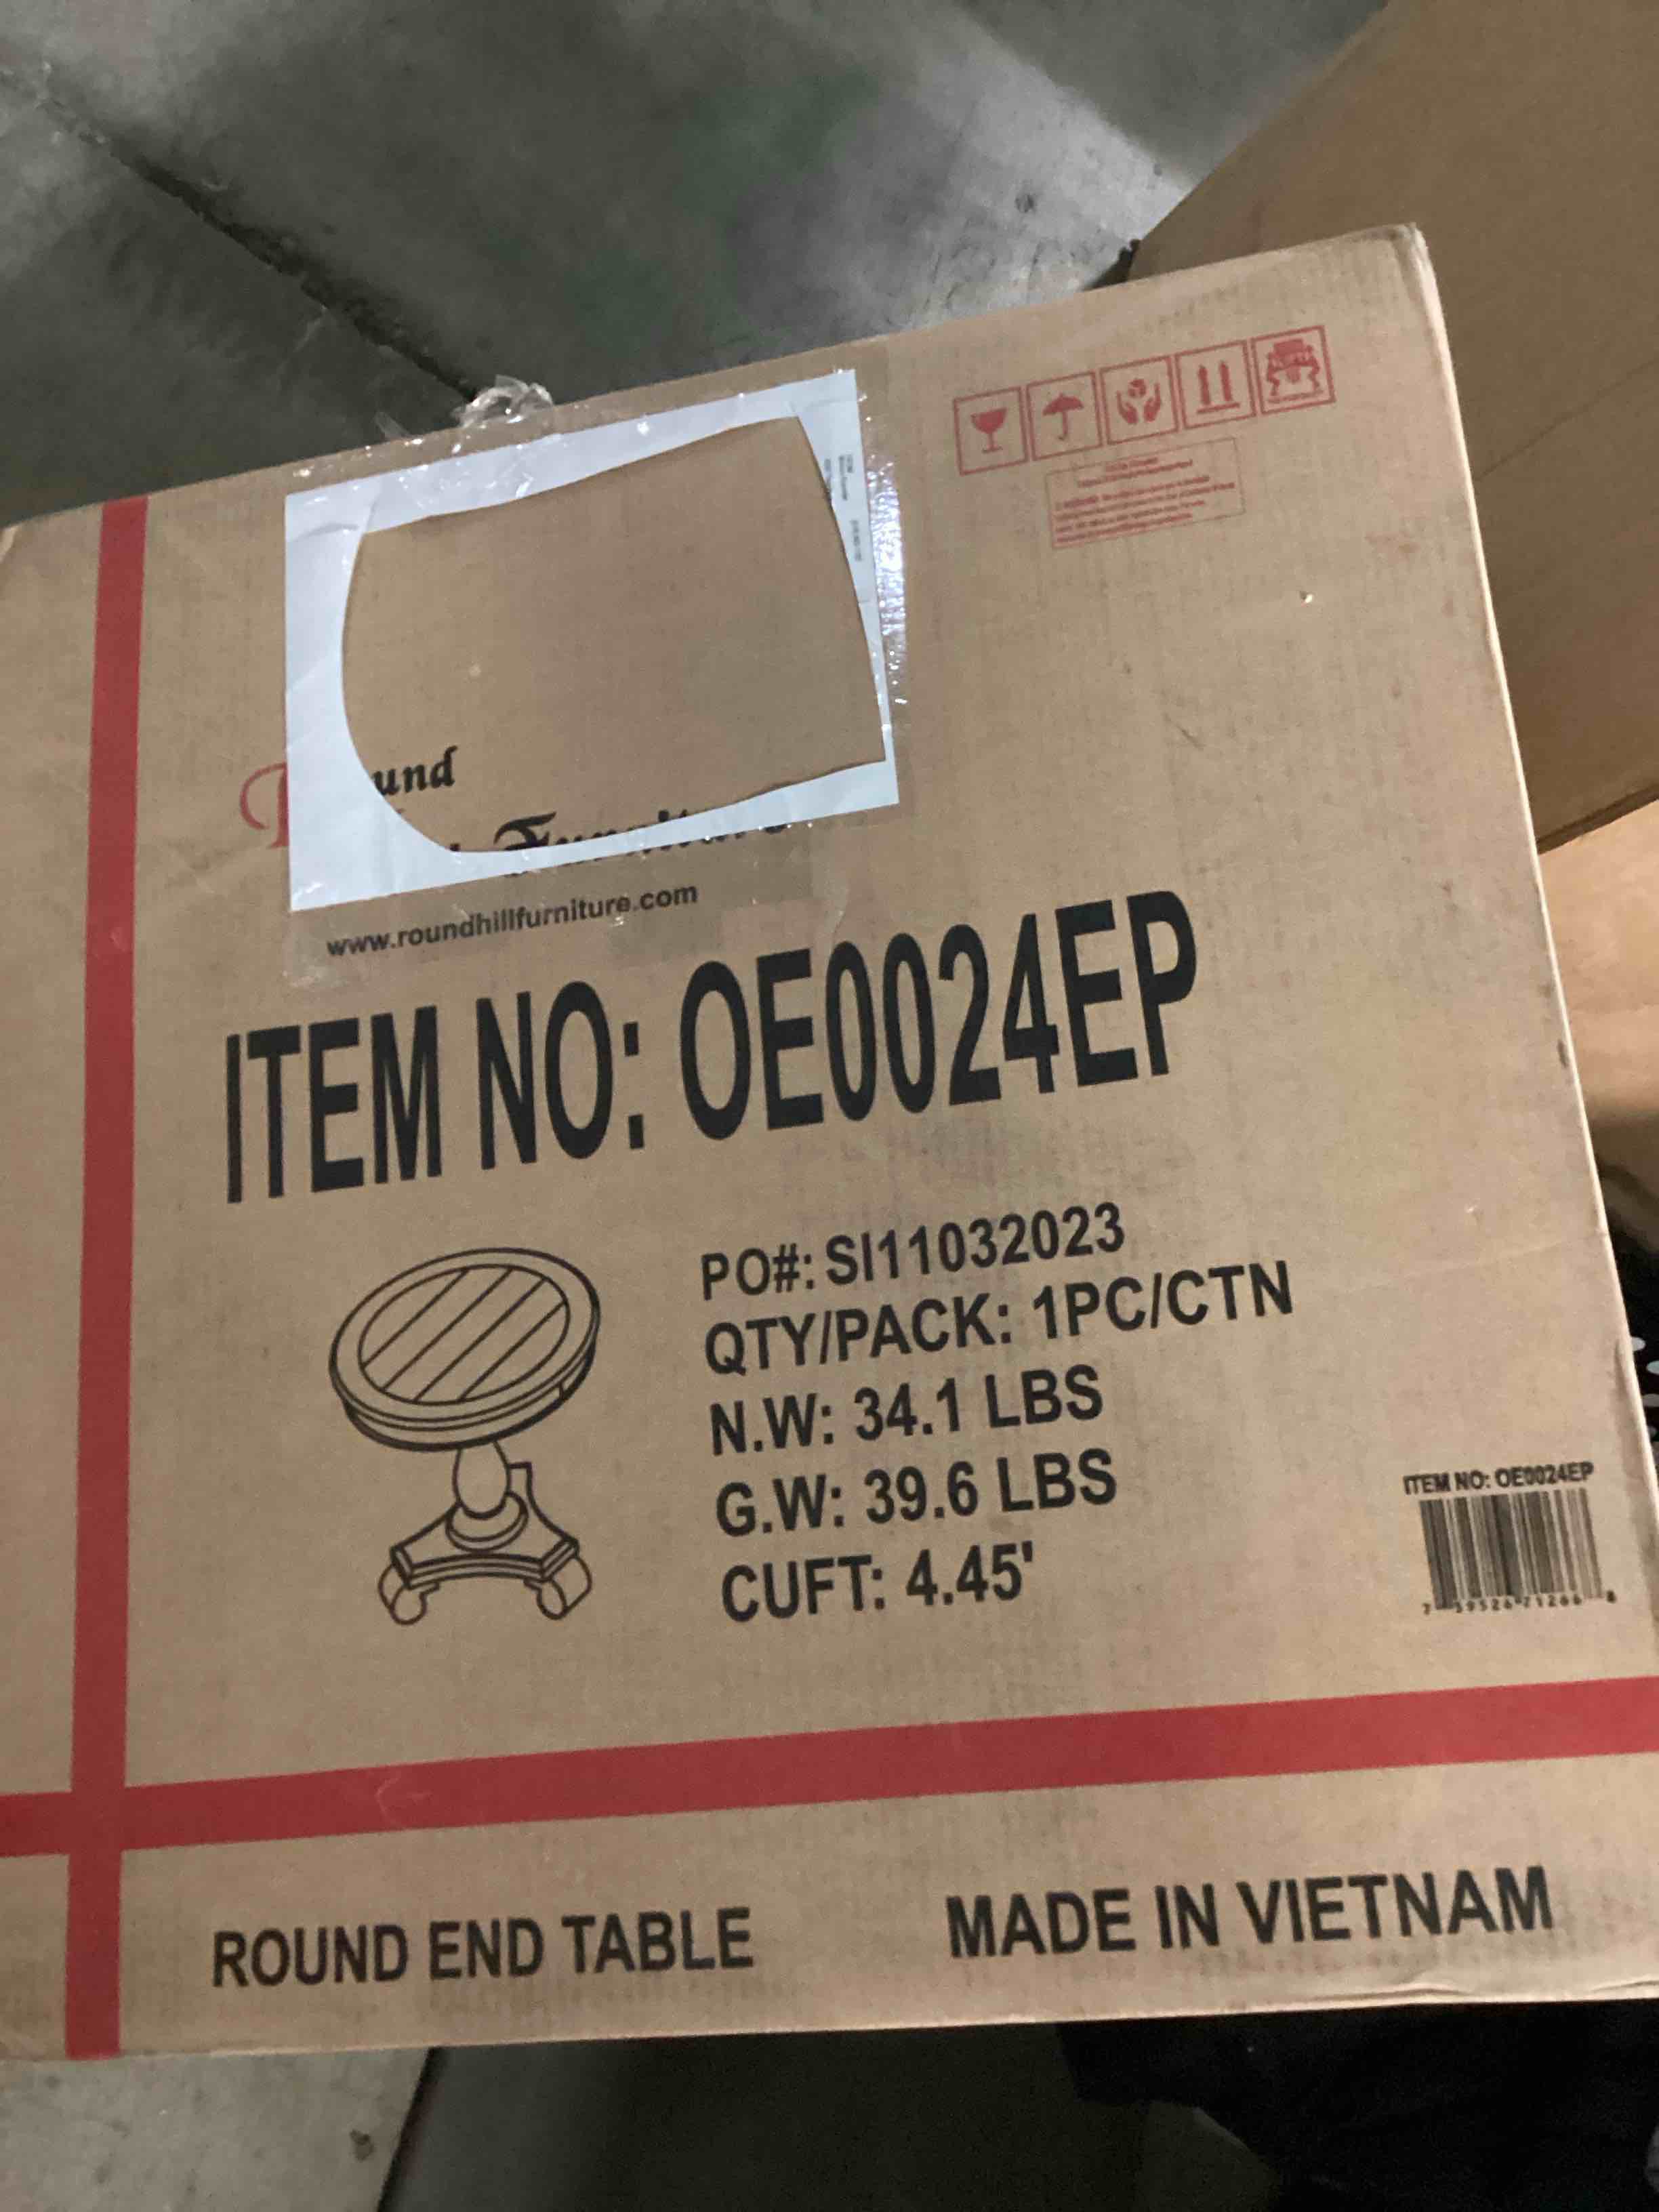 und
Furniture
www.roundhillfurniture.com
ITEM NO: OE0024EP
PO#: SI11032023
QTY/PACK: 1PC/CTN
N.W: 34.1 LBS
G.W: 39.6 LBS
CUFT: 4.45'
ITEM NO: OE0024EP
ROUND END TABLE
MADE IN VIETNAM